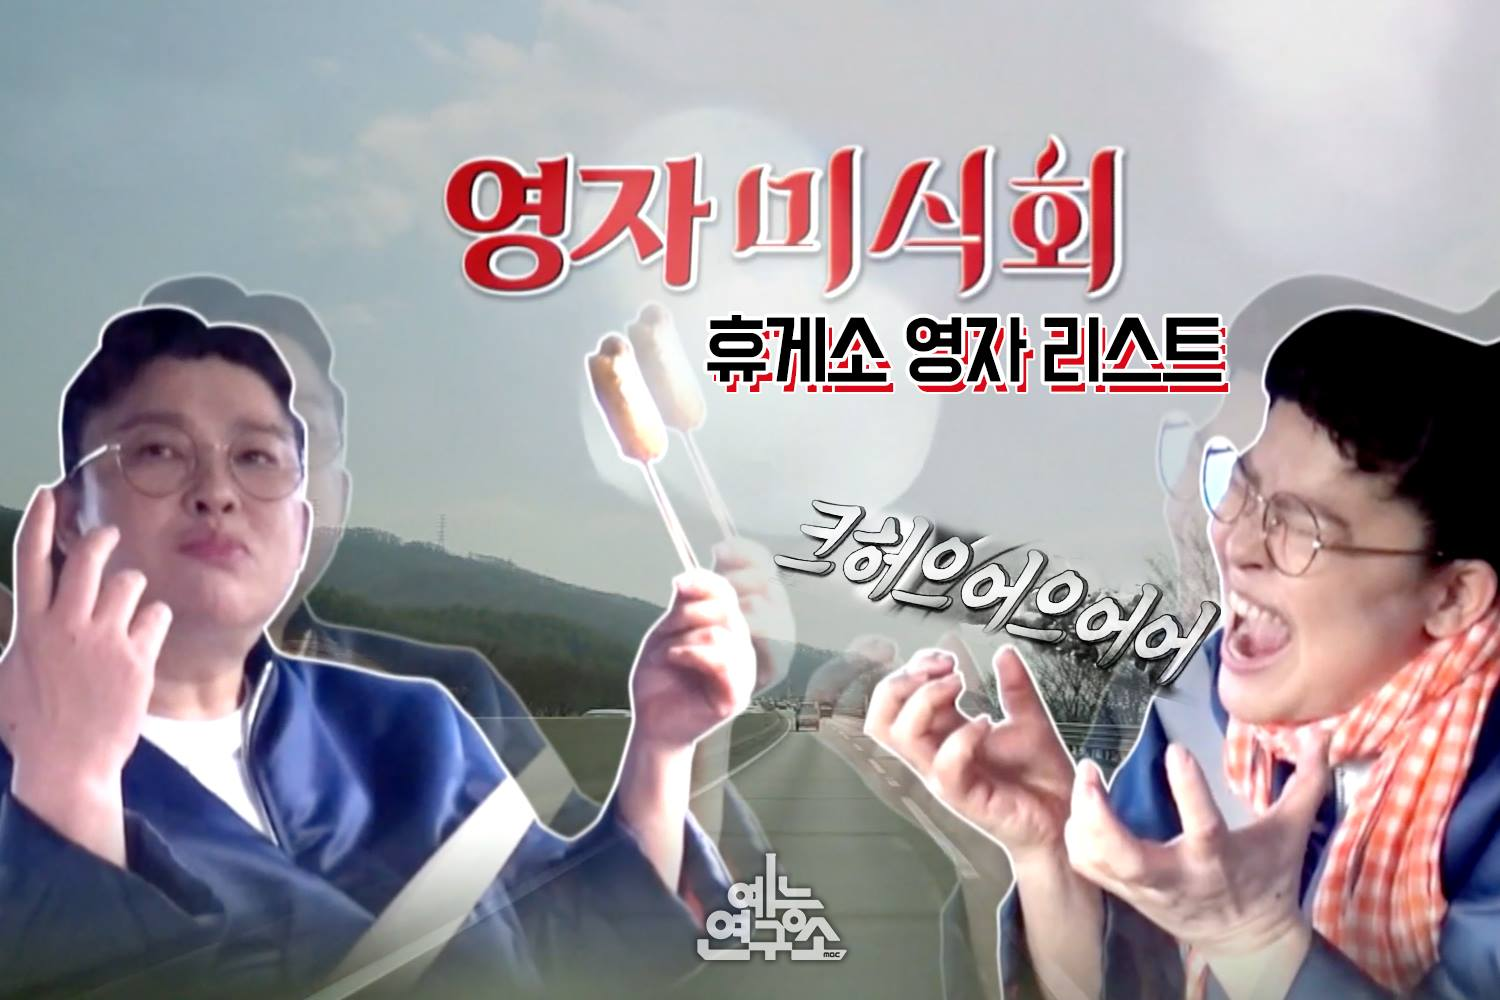 영자 미식회
휴게소 영자 리스트
크헤으어으어어
예능
연구소
MBC